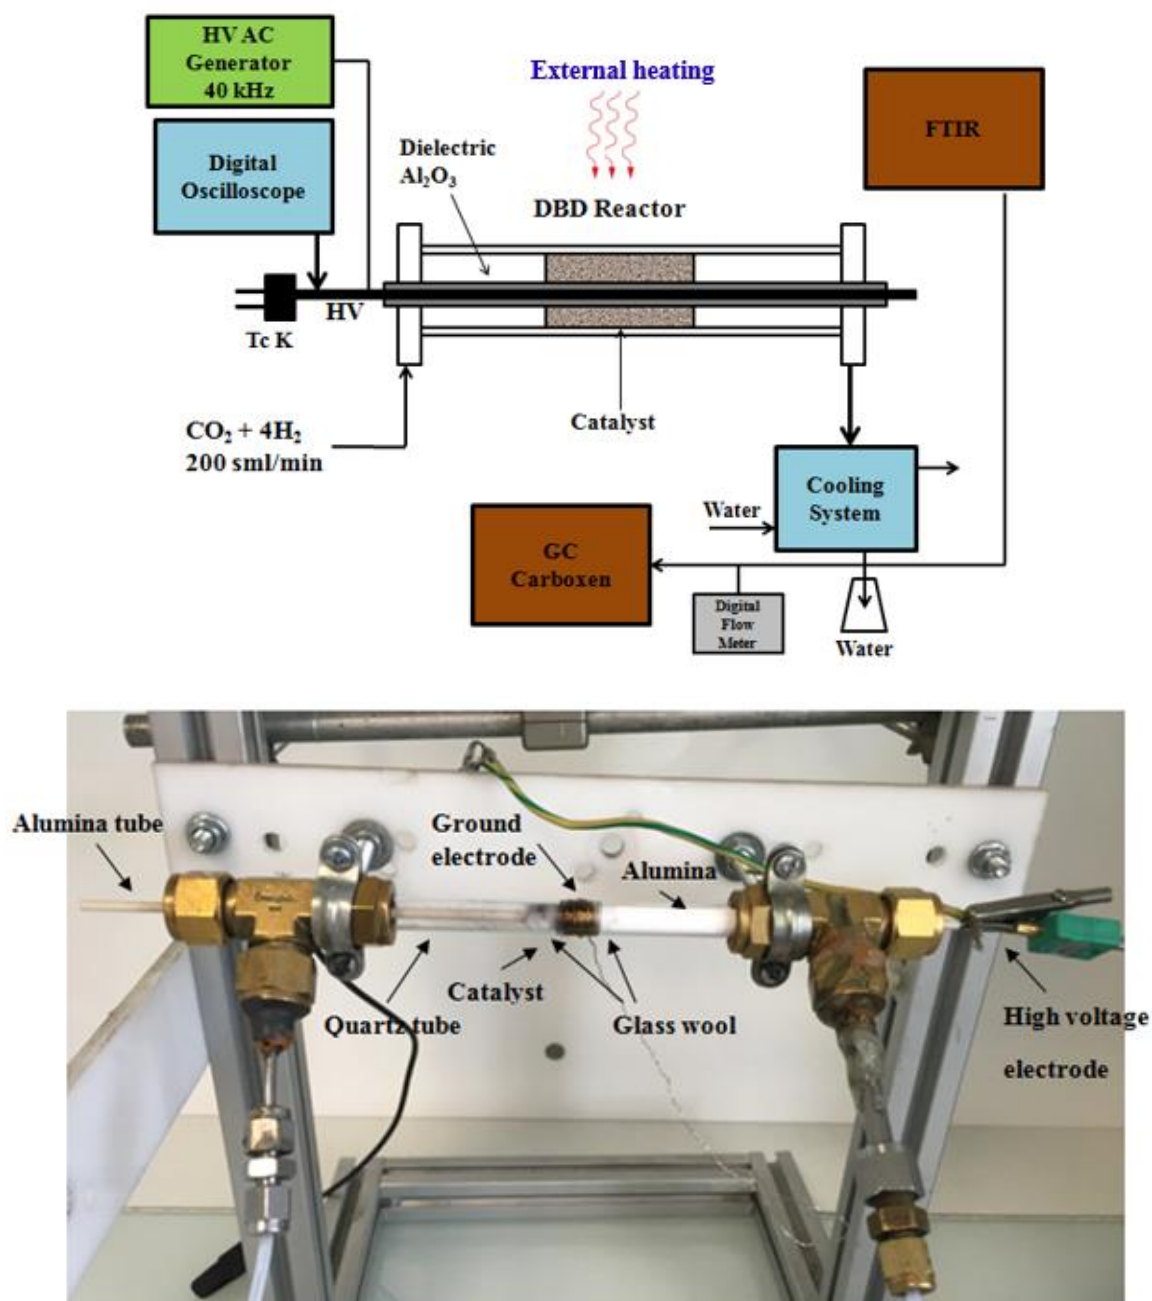 HV AC
Generator
40 kHz
External heating
FTIR
Digital
Oscilloscope
Dielectric
Al₂O₃
DBD Reactor
HV
Tc K
CO₂ + 4H₂
200 sml/min
Catalyst
Cooling
System
Water
GC
Carboxen
Digital
Flow
Meter
Water
Alumina tube
Ground
electrode
Alumina
Catalyst
Quartz tube
Glass wool
High voltage
electrode